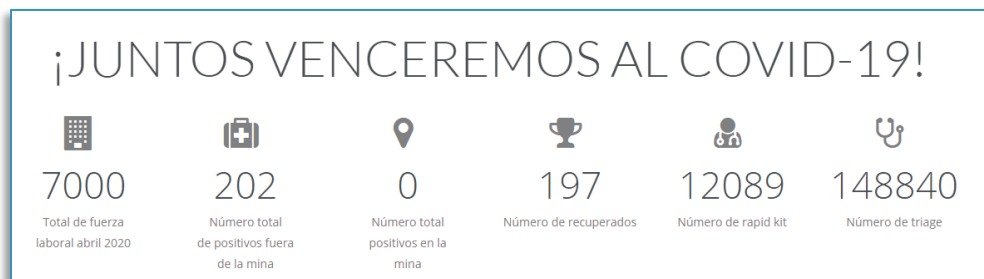 ¡JUNTOS VENCEREMOS AL COVID-19!
7000
Total de fuerza
laboral abril 2020
202
Número total
de positivos fuera
de la mina
0
Número total
positivos en la
mina
197
Número de recuperados
12089
Número de rapid kit
148840
Número de triage